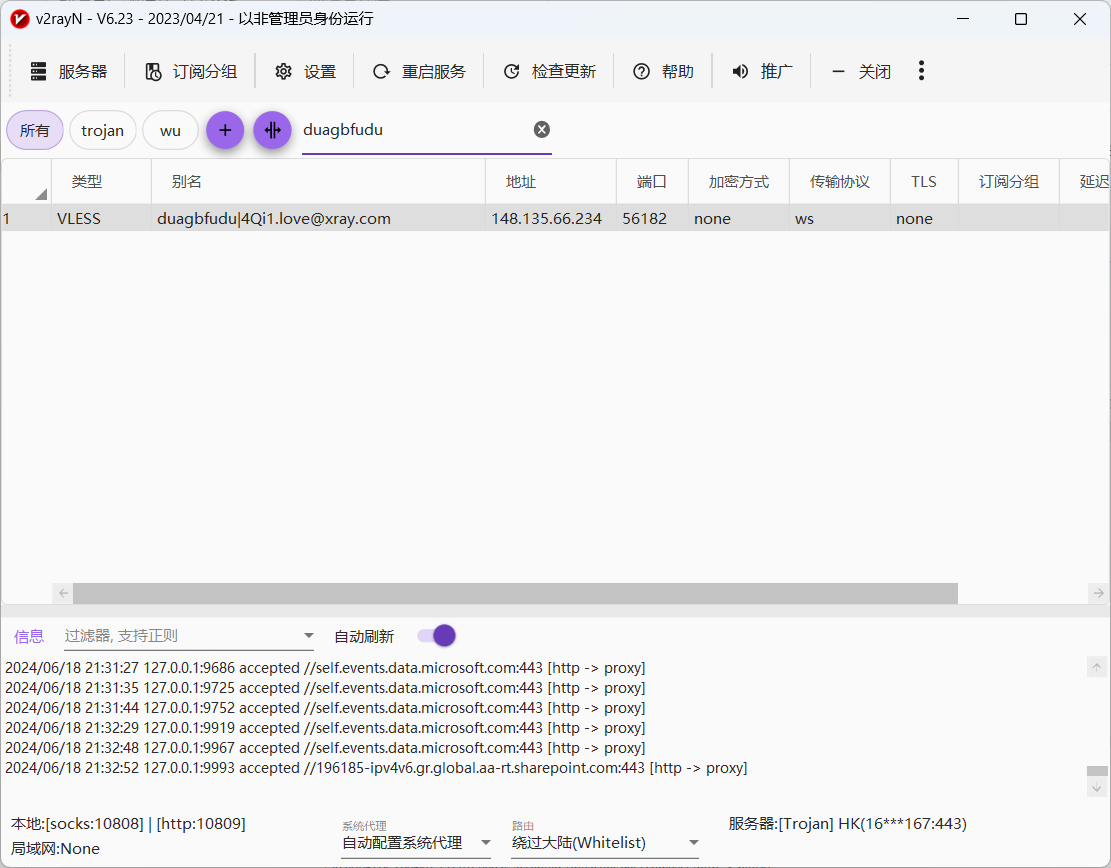 v2rayN - V6.23 - 2023/04/21 - 以非管理员身份运行
服务器 订阅分组 设置 重启服务 检查更新 帮助 推广 关闭
所有 trojan wu duagbfudu
类型 别名 地址 端口 加密方式 传输协议 TLS 订阅分组 延迟
1 VLESS duagbfudu|4Qi1.love@xray.com 148.135.66.234 56182 none ws none
信息 过滤器, 支持正则 自动刷新
2024/06/18 21:31:27 127.0.0.1:9686 accepted //self.events.data.microsoft.com:443 [http -> proxy]
2024/06/18 21:31:35 127.0.0.1:9725 accepted //self.events.data.microsoft.com:443 [http -> proxy]
2024/06/18 21:31:44 127.0.0.1:9752 accepted //self.events.data.microsoft.com:443 [http -> proxy]
2024/06/18 21:32:29 127.0.0.1:9919 accepted //self.events.data.microsoft.com:443 [http -> proxy]
2024/06/18 21:32:48 127.0.0.1:9967 accepted //self.events.data.microsoft.com:443 [http -> proxy]
2024/06/18 21:32:52 127.0.0.1:9993 accepted //196185-ipv4v6.gr.global.aa-rt.sharepoint.com:443 [http -> proxy]
本地:[socks:10808] | [http:10809]
局域网:None
系统代理
自动配置系统代理
路由
绕过大陆(Whitelist)
服务器:[Trojan] HK(16***167:443)